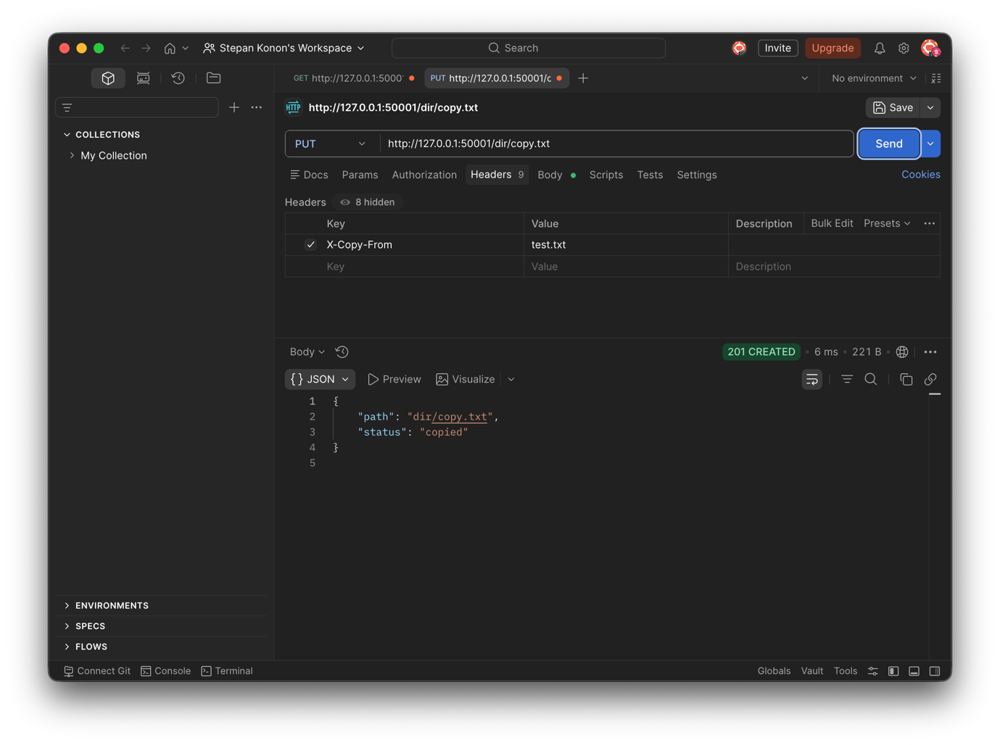 Stepan Konon's Workspace
Search
Invite
Upgrade
GET http://127.0.0.1:5000
PUT http://127.0.0.1:50001/c
No environment
HTTP http://127.0.0.1:50001/dir/copy.txt
Save
COLLECTIONS
My Collection
PUT http://127.0.0.1:50001/dir/copy.txt
Send
Docs Params Authorization Headers 9 Body Scripts Tests Settings Cookies
Headers 8 hidden
Key Value Description Bulk Edit Presets
X-Copy-From test.txt
Key Value Description
Body 201 CREATED • 6 ms • 221 B
{} JSON Preview Visualize
1 {
2 "path": "dir/copy.txt",
3 "status": "copied"
4 }
5
ENVIRONMENTS
SPECS
FLOWS
Connect Git Console Terminal Globals Vault Tools